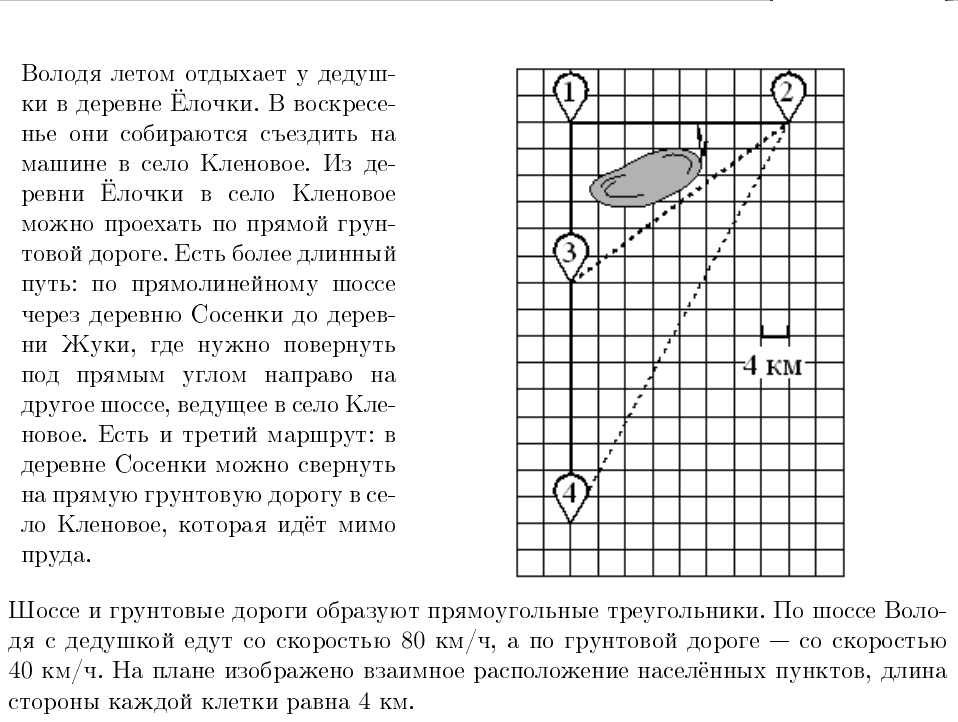 Володя летом отдыхает у дедуш-
ки в деревне Ёлочки. В воскресе-
нье они собираются съездить на
машине в село Кленовое. Из де-
ревни Ёлочки в село Кленовое
можно проехать по прямой грун-
товой дороге. Есть более длинный
путь: по прямолинейному шоссе
через деревню Сосенки до дерев-
ни Жуки, где нужно повернуть
под прямым углом направо на
другое шоссе, ведущее в село Кле-
новое. Есть и третий маршрут: в
деревне Сосенки можно свернуть
на прямую грунтовую дорогу в се-
ло Кленовое, которая идёт мимо
пруда.
1 2
3
4 км
4
Шоссе и грунтовые дороги образуют прямоугольные треугольники. По шоссе Воло-
дя с дедушкой едут со скоростью 80 км/ч, а по грунтовой дороге — со скоростью
40 км/ч. На плане изображено взаимное расположение населённых пунктов, длина
стороны каждой клетки равна 4 км.